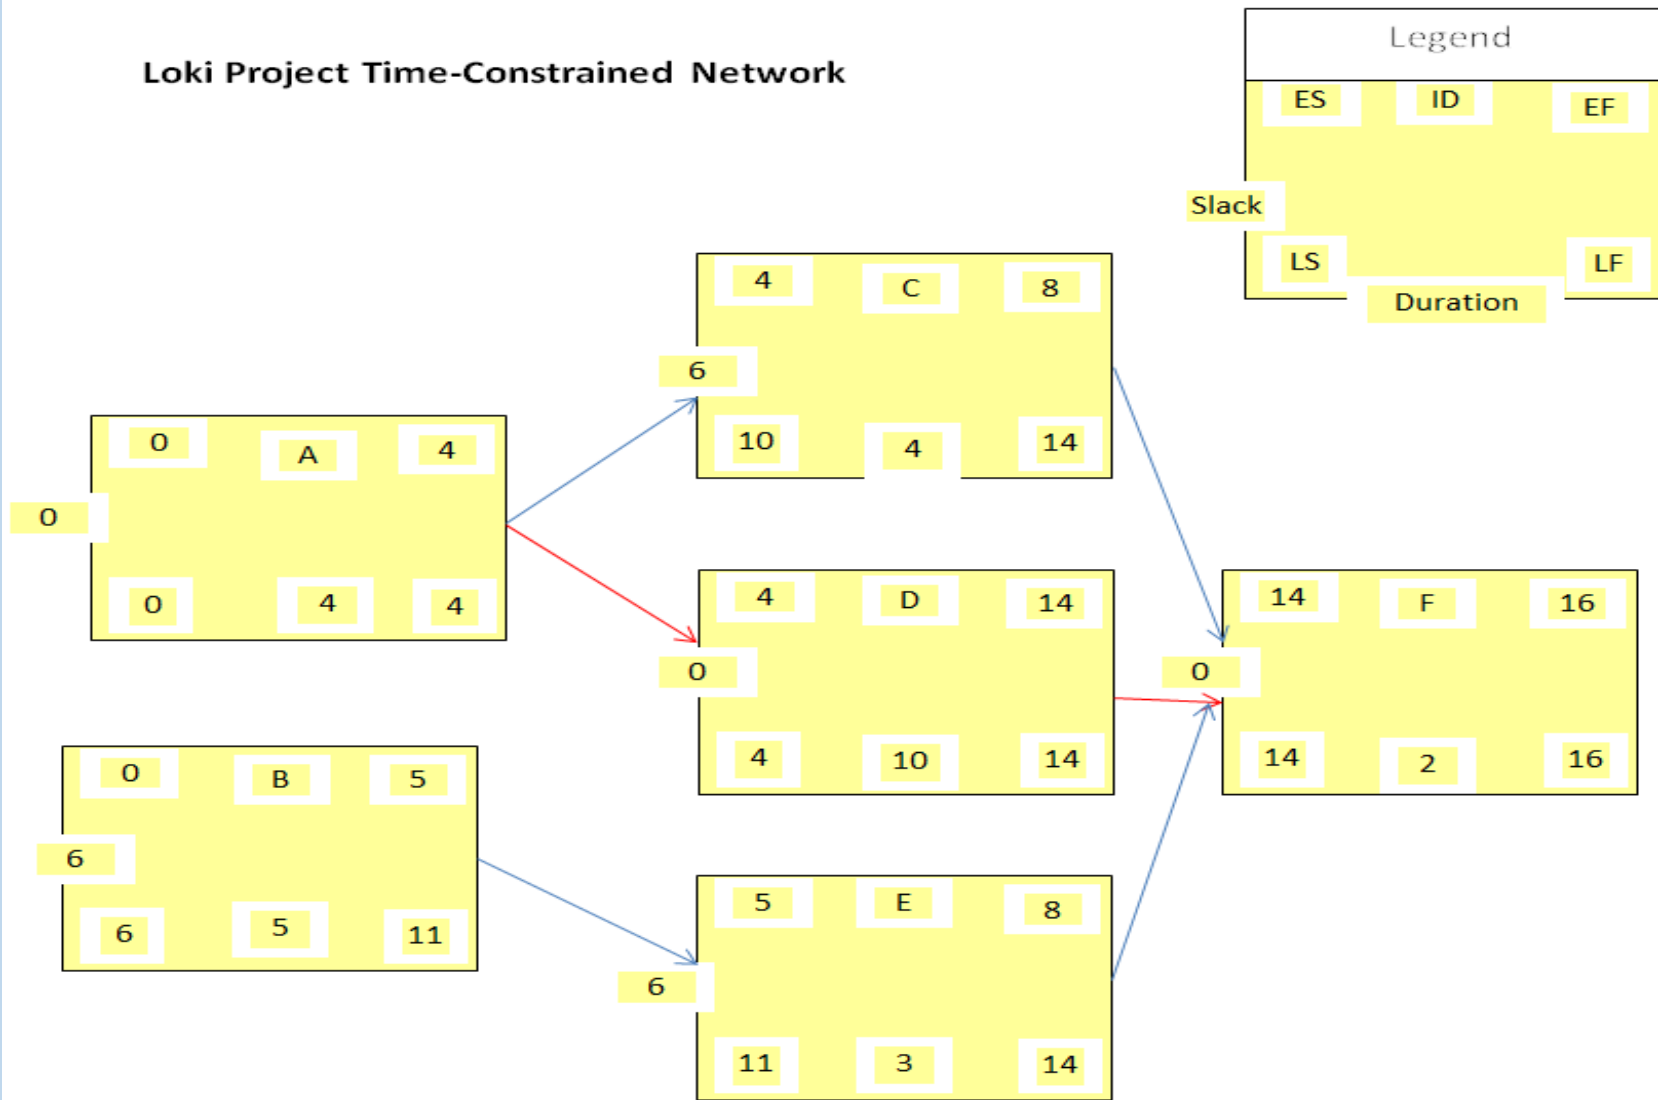 Legend
Loki Project Time-Constrained Network
ES ID EF
Slack
LS LF
Duration
4 C 8
6
10 4 14
0 A 4
0
0 4 4
4 D 14
0
4 10 14
14 F 16
0
14 2 16
0 B 5
6
6 5 11
5 E 8
6
11 3 14